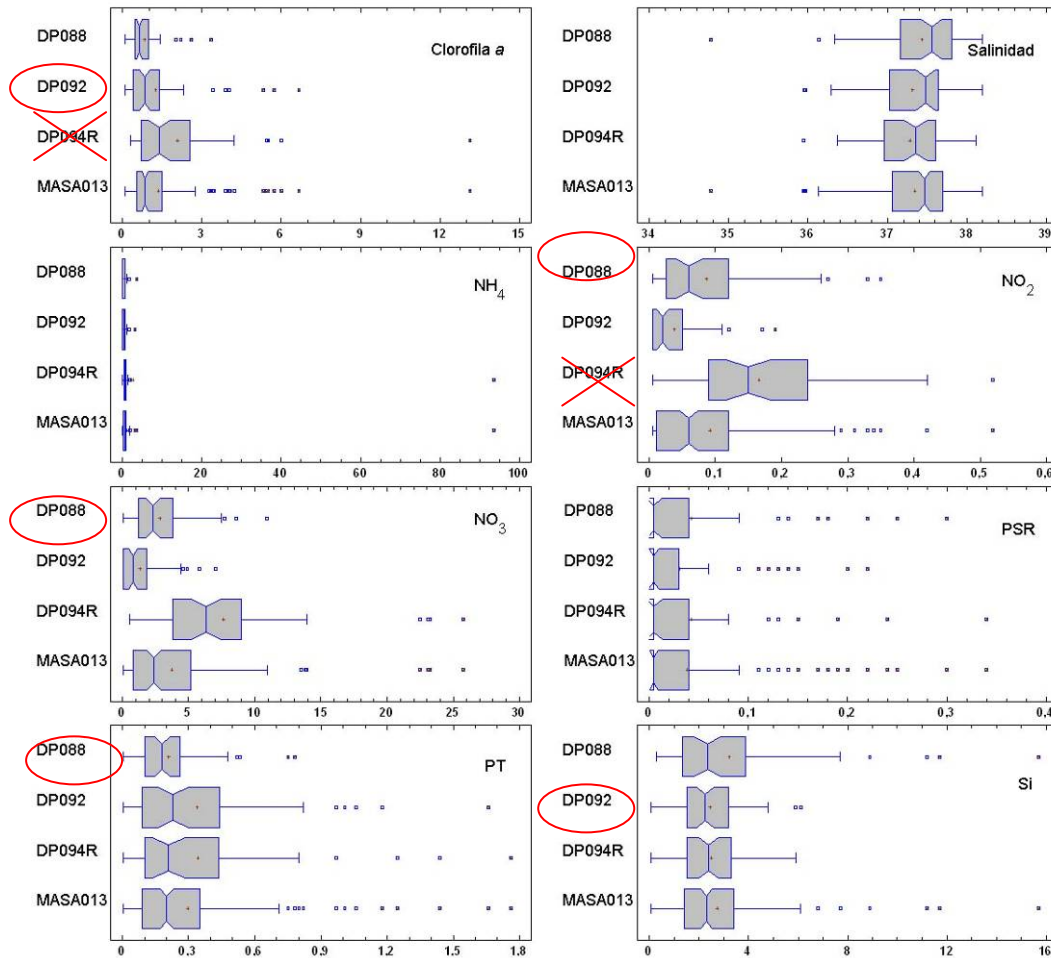 DP088
DP092
DP094R
MASA013
Clorofila a
0 3 6 9 12 15
DP088
DP092
DP094R
MASA013
Salinidad
34 35 36 37 38 39
DP088
DP092
DP094R
MASA013
NH4
0 20 40 60 80 100
DP088
DP092
DP094R
MASA013
NO2
0 0,1 0,2 0,3 0,4 0,5 0,6
DP088
DP092
DP094R
MASA013
NO3
0 5 10 15 20 25 30
DP088
DP092
DP094R
MASA013
PSR
0 0,1 0,2 0,3 0,4
DP088
DP092
DP094R
MASA013
PT
0 0,3 0,6 0,9 1,2 1,5 1,8
DP088
DP092
DP094R
MASA013
Si
0 4 8 12 16